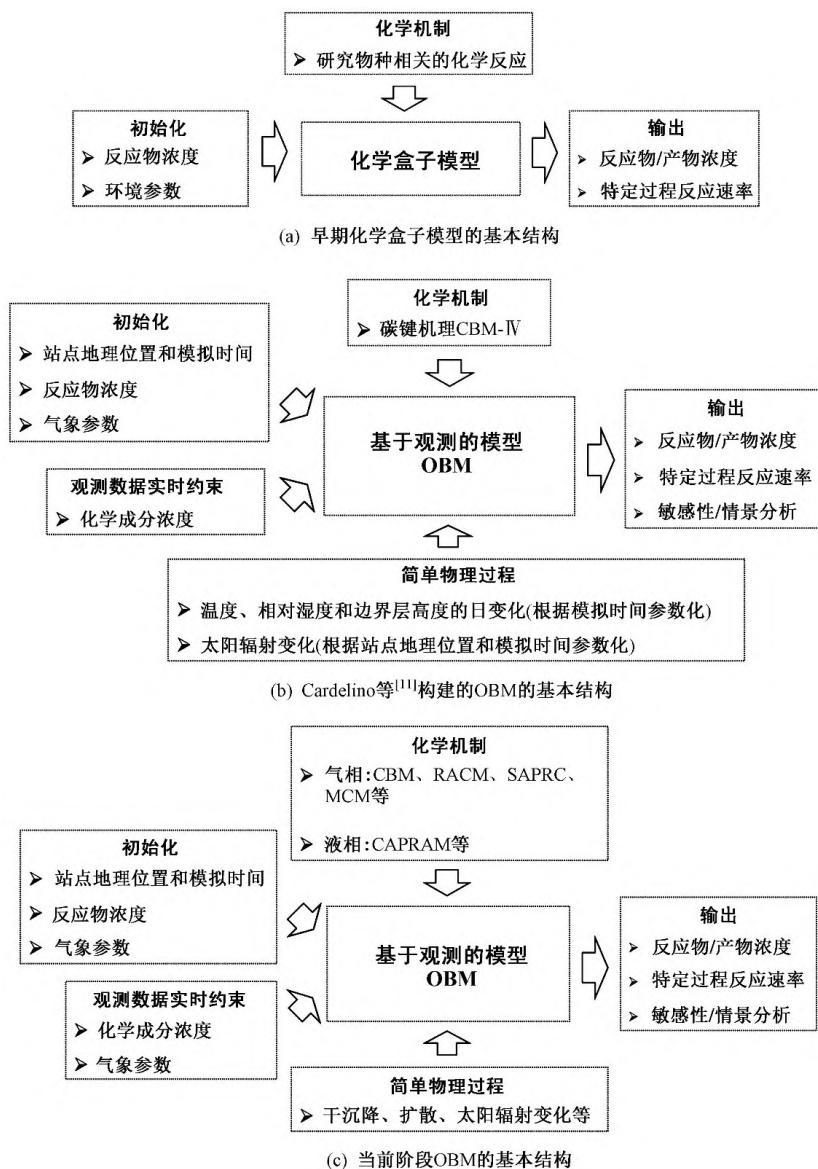 化学机制
➢ 研究物种相关的化学反应
初始化
➢ 反应物浓度
➢ 环境参数
化学盒子模型
输出
➢ 反应物/产物浓度
➢ 特定过程反应速率
(a) 早期化学盒子模型的基本结构
化学机制
➢ 碳键机理CBM-Ⅳ
初始化
➢ 站点地理位置和模拟时间
➢ 反应物浓度
➢ 气象参数
观测数据实时约束
➢ 化学成分浓度
基于观测的模型
OBM
输出
➢ 反应物/产物浓度
➢ 特定过程反应速率
➢ 敏感性/情景分析
简单物理过程
➢ 温度、相对湿度和边界层高度的日变化(根据模拟时间参数化)
➢ 太阳辐射变化(根据站点地理位置和模拟时间参数化)
(b) Cardelino等[11]构建的OBM的基本结构
化学机制
➢ 气相:CBM、RACM、SAPRC、
MCM等
➢ 液相:CAPRAM等
初始化
➢ 站点地理位置和模拟时间
➢ 反应物浓度
➢ 气象参数
观测数据实时约束
➢ 化学成分浓度
➢ 气象参数
基于观测的模型
OBM
输出
➢ 反应物/产物浓度
➢ 特定过程反应速率
➢ 敏感性/情景分析
简单物理过程
➢ 干沉降、扩散、太阳辐射变化等
(c) 当前阶段OBM的基本结构